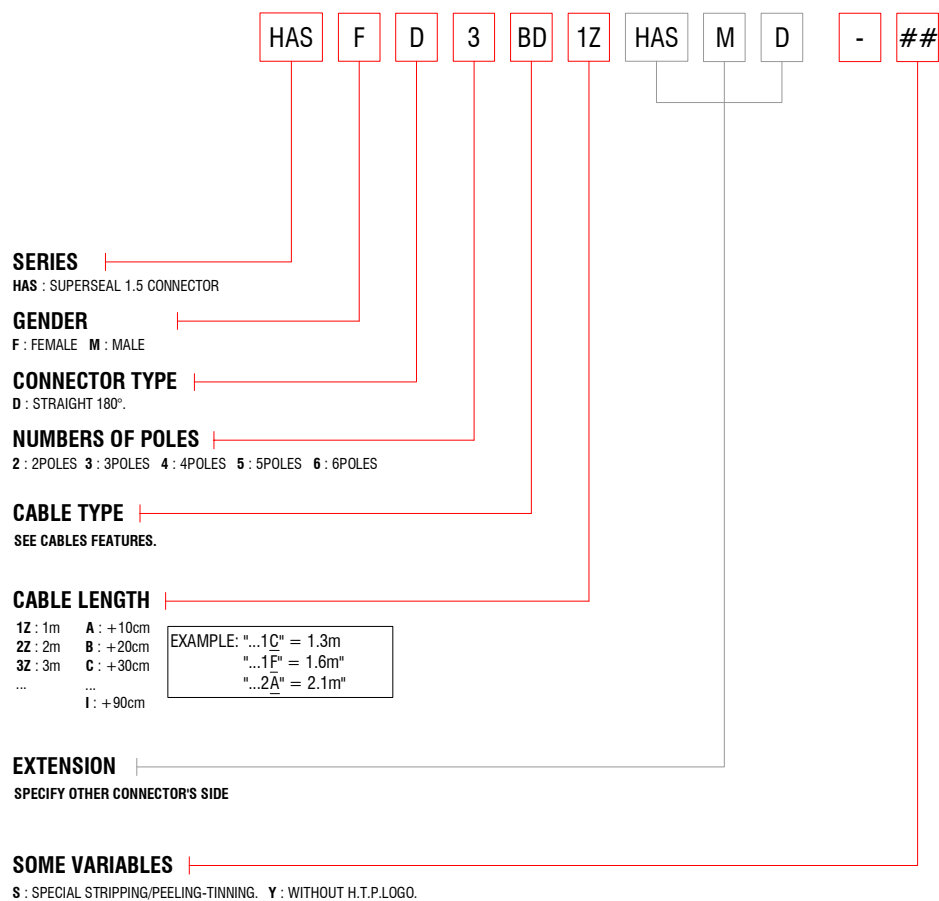 HAS F D 3 BD 1Z HAS M D - ##
SERIES
HAS : SUPERSEAL 1.5 CONNECTOR
GENDER
F : FEMALE M : MALE
CONNECTOR TYPE
D : STRAIGHT 180°.
NUMBERS OF POLES
2 : 2POLES 3 : 3POLES 4 : 4POLES 5 : 5POLES 6 : 6POLES
CABLE TYPE
SEE CABLES FEATURES.
CABLE LENGTH
1Z : 1m A : +10cm
2Z : 2m B : +20cm
3Z : 3m C : +30cm
... ...
I : +90cm
EXAMPLE: "...1C" = 1.3m
"...1F" = 1.6m"
"...2A" = 2.1m"
EXTENSION
SPECIFY OTHER CONNECTOR'S SIDE
SOME VARIABLES
S : SPECIAL STRIPPING/PEELING-TINNING. Y : WITHOUT H.T.P.LOGO.